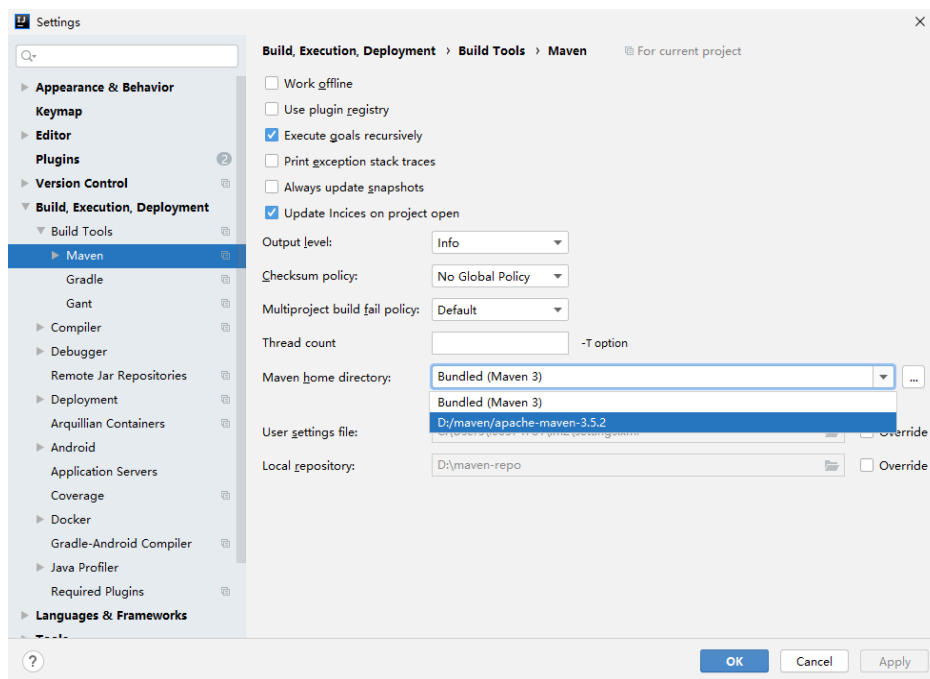 Settings
Build, Execution, Deployment › Build Tools › Maven For current project
Appearance & Behavior
Keymap
Editor
Plugins 2
Version Control
Build, Execution, Deployment
Build Tools
Maven
Gradle
Gant
Compiler
Debugger
Remote Jar Repositories
Deployment
Arquillian Containers
Android
Application Servers
Coverage
Docker
Gradle-Android Compiler
Java Profiler
Required Plugins
Languages & Frameworks
Tools
Work offline
Use plugin registry
Execute goals recursively
Print exception stack traces
Always update snapshots
Update Incices on project open
Output level: Info
Checksum policy: No Global Policy
Multiproject build fail policy: Default
Thread count -T option
Maven home directory: Bundled (Maven 3) ...
Bundled (Maven 3)
D:/maven/apache-maven-3.5.2
User settings file: Override
Local repository: D:\maven-repo Override
? OK Cancel Apply